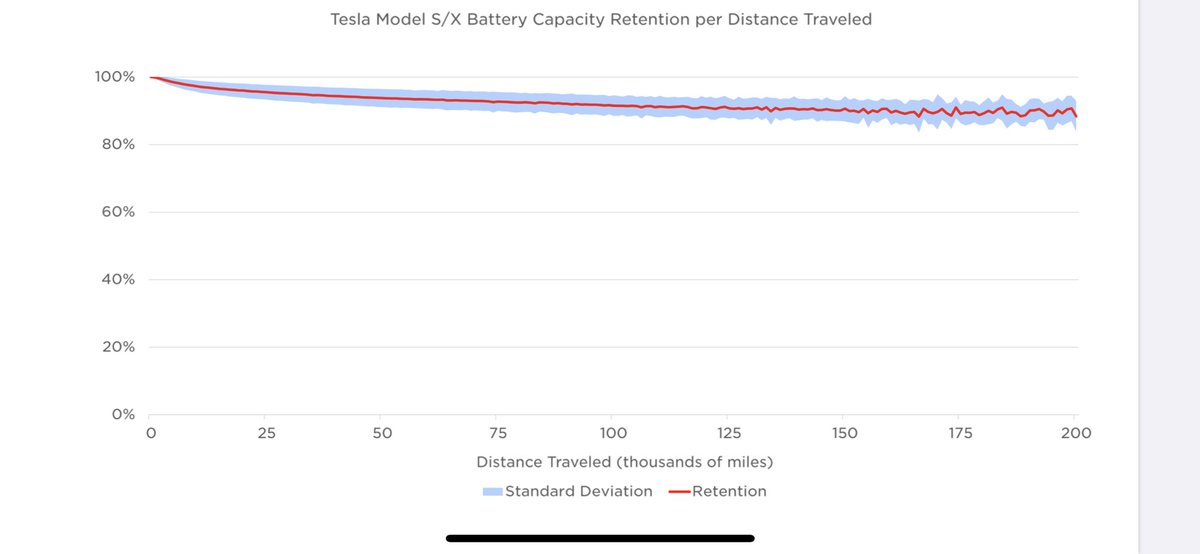 Tesla Model S/X Battery Capacity Retention per Distance Traveled
100%
80%
60%
40%
20%
0%
0 25 50 75 100 125 150 175 200
Distance Traveled (thousands of miles)
Standard Deviation Retention